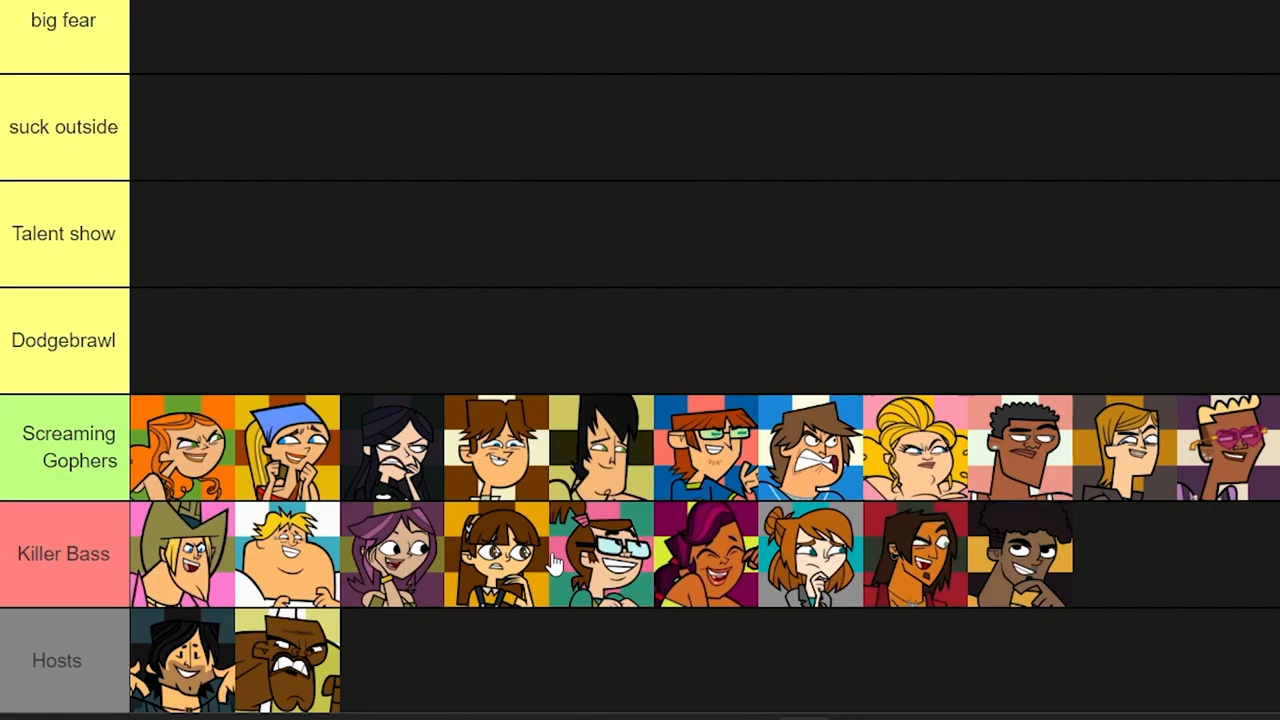 big fear
suck outside
Talent show
Dodgebrawl
Screaming
Gophers
Killer Bass
Hosts